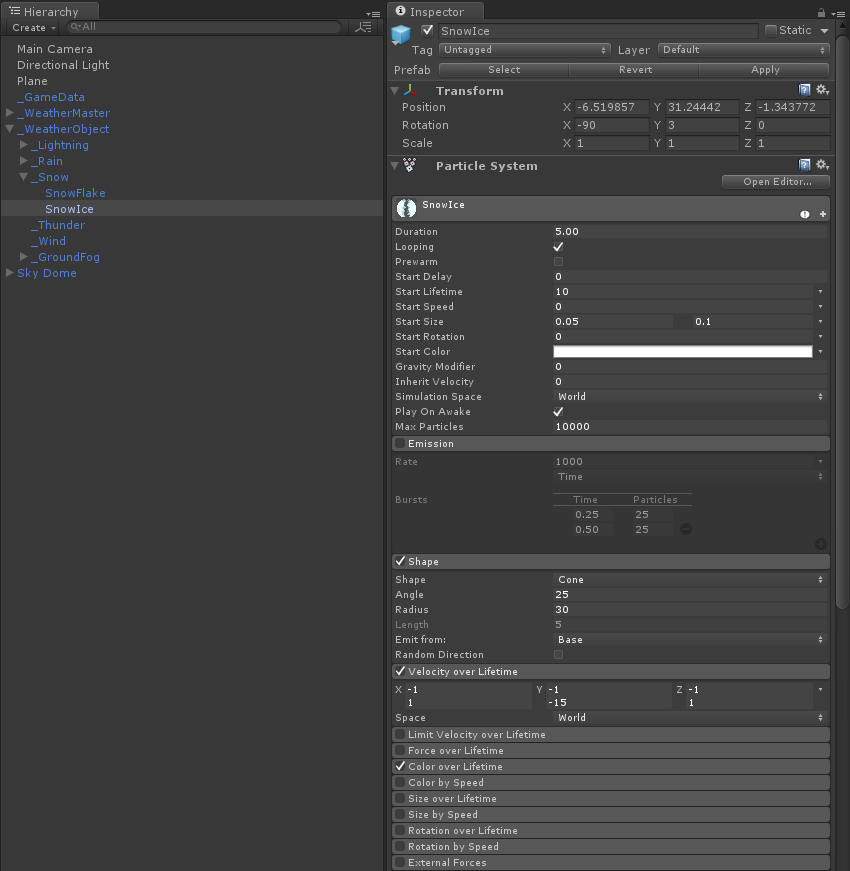 Hierarchy
Create
All
Main Camera
Directional Light
Plane
_GameData
_WeatherMaster
_WeatherObject
_Lightning
_Rain
_Snow
SnowFlake
SnowIce
_Thunder
_Wind
_GroundFog
Sky Dome
Inspector
SnowIce Static
Tag Untagged Layer Default
Prefab Select Revert Apply
Transform
Position X -6.519857 Y 31.24442 Z -1.343772
Rotation X -90 Y 3 Z 0
Scale X 1 Y 1 Z 1
Particle System
Open Editor...
SnowIce
Duration 5.00
Looping
Prewarm
Start Delay 0
Start Lifetime 10
Start Speed 0
Start Size 0.05 0.1
Start Rotation 0
Start Color
Gravity Modifier 0
Inherit Velocity 0
Simulation Space World
Play On Awake
Max Particles 10000
Emission
Rate 1000
Time
Bursts Time Particles
0.25 25
0.50 25
Shape
Shape Cone
Angle 25
Radius 30
Length 5
Emit from: Base
Random Direction
Velocity over Lifetime
X -1 Y -1 Z -1
1 -15 1
Space World
Limit Velocity over Lifetime
Force over Lifetime
Color over Lifetime
Color by Speed
Size over Lifetime
Size by Speed
Rotation over Lifetime
Rotation by Speed
External Forces